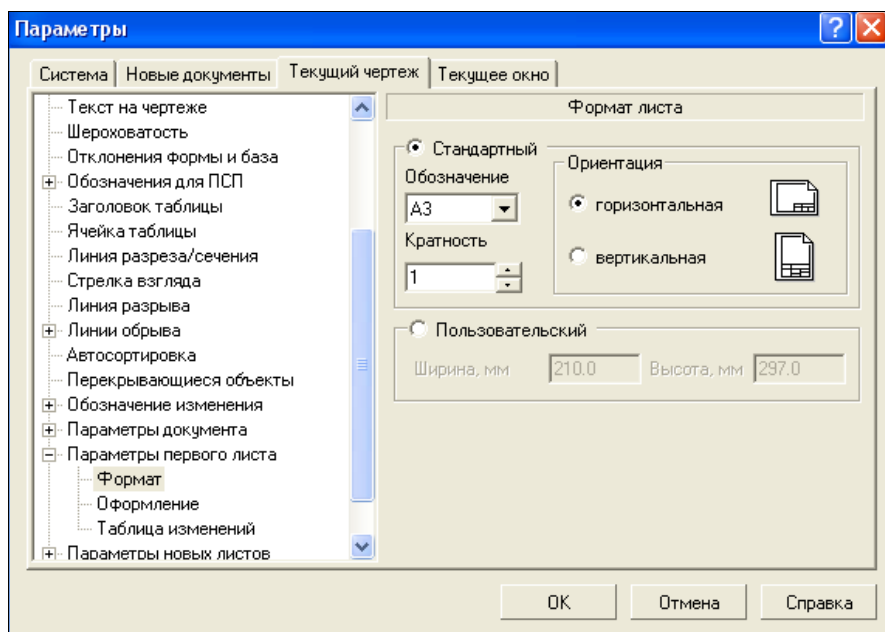 Параметры
Система Новые документы Текущий чертеж Текущее окно
Текст на чертеже
Шероховатость
Отклонения формы и база
Обозначения для ПСП
Заголовок таблицы
Ячейка таблицы
Линия разреза/сечения
Стрелка взгляда
Линия разрыва
Линии обрыва
Автосортировка
Перекрывающиеся объекты
Обозначение изменения
Параметры документа
Параметры первого листа
Формат
Оформление
Таблица изменений
Параметры новых листов
Формат листа
Стандартный
Обозначение
А3
Кратность
1
Ориентация
горизонтальная
вертикальная
Пользовательский
Ширина, мм 210.0 Высота, мм 297.0
OK Отмена Справка